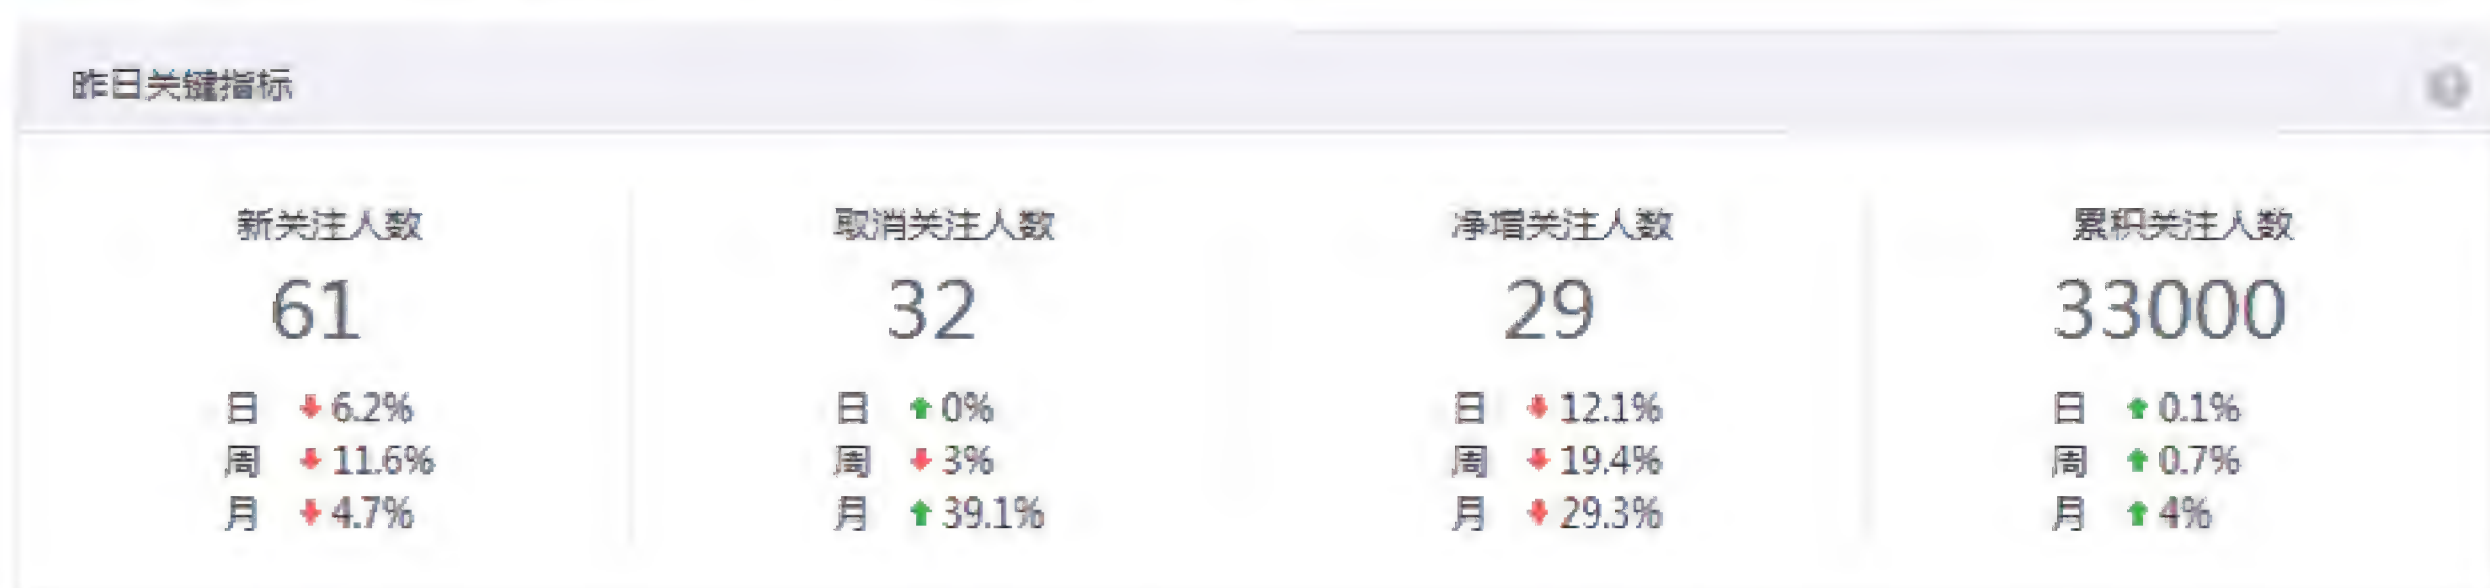 昨日关键指标
新关注人数
61
日 6.2%
周 11.6%
月 4.7%
取消关注人数
32
日 0%
周 3%
月 39.1%
净增关注人数
29
日 12.1%
周 19.4%
月 29.3%
累积关注人数
33000
日 0.1%
周 0.7%
月 4%